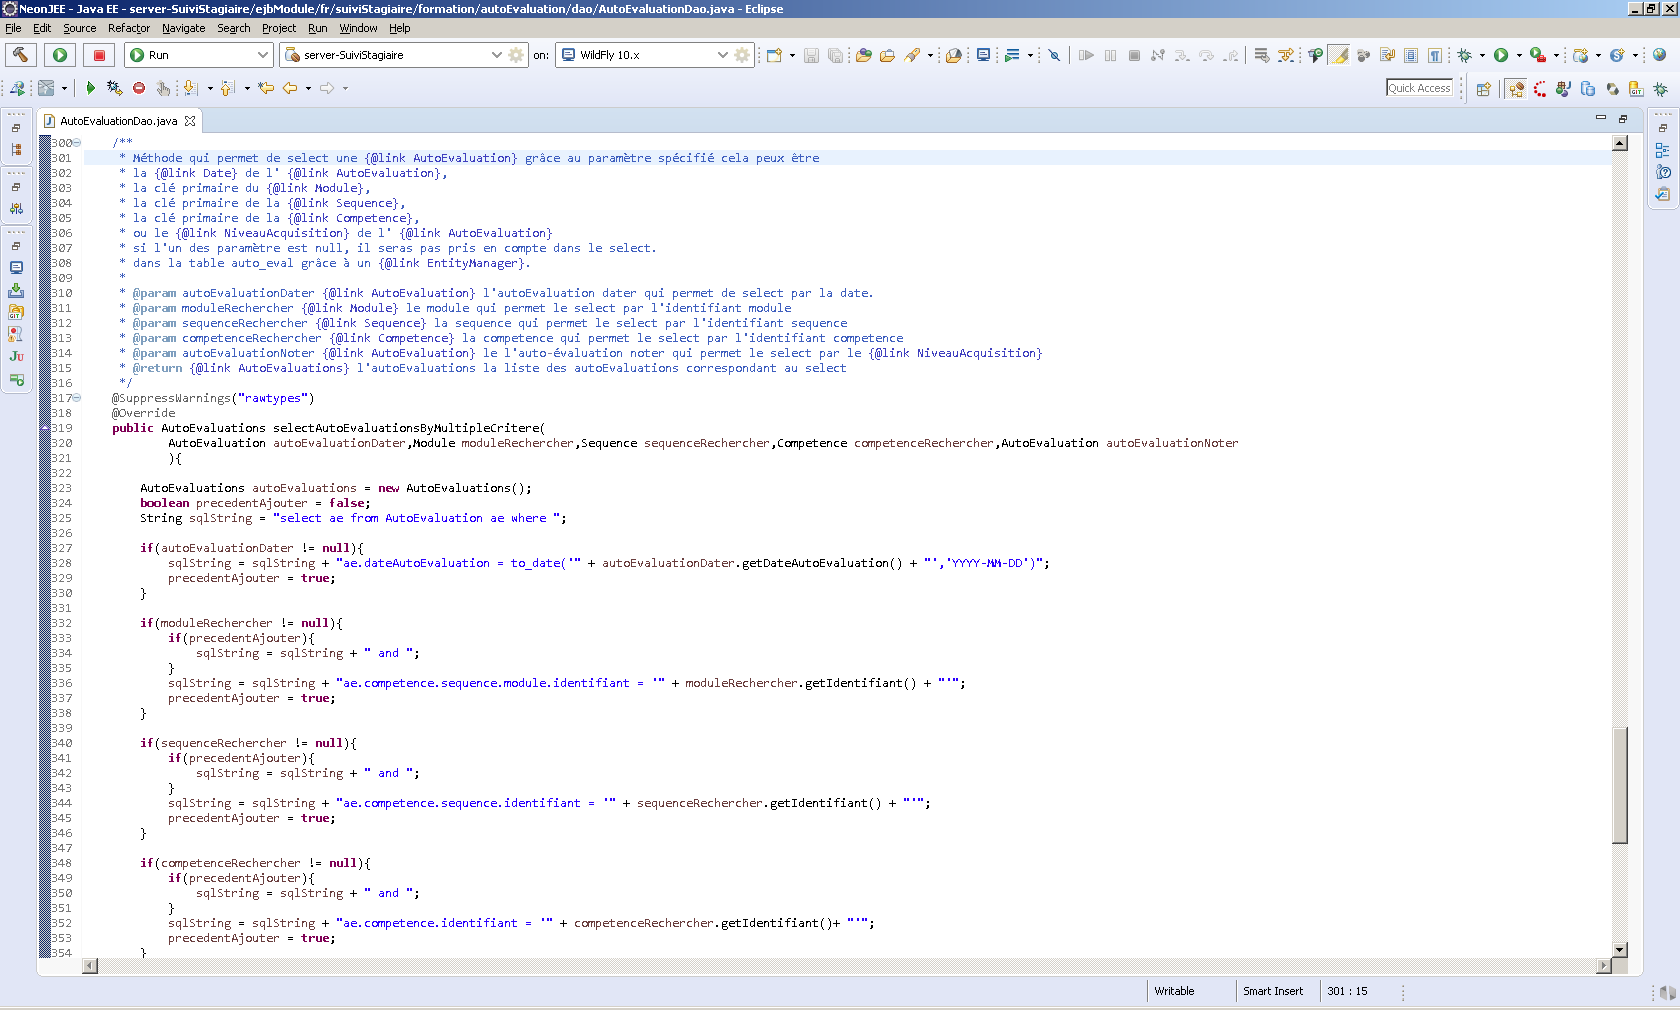 NeonJEE - Java EE - server-SuiviStagiaire/ejbModule/fr/suiviStagiaire/formation/autoEvaluation/dao/AutoEvaluationDao.java - Eclipse
File Edit Source Refactor Navigate Search Project Run Window Help
Run server-SuiviStagiaire on: WildFly 10.x
Quick Access
AutoEvaluationDao.java
300 /**
301 * Méthode qui permet de select une {@link AutoEvaluation} grâce au paramètre spécifié cela peux être
302 * la {@link Date} de l' {@link AutoEvaluation},
303 * la clé primaire du {@link Module},
304 * la clé primaire de la {@link Sequence},
305 * la clé primaire de la {@link Competence},
306 * ou le {@link NiveauAcquisition} de l' {@link AutoEvaluation}
307 * si l'un des paramètre est null, il seras pas pris en compte dans le select.
308 * dans la table auto_eval grâce à un {@link EntityManager}.
309 *
310 * @param autoEvaluationDater {@link AutoEvaluation} l'autoEvaluation dater qui permet de select par la date.
311 * @param moduleRechercher {@link Module} le module qui permet le select par l'identifiant module
312 * @param sequenceRechercher {@link Sequence} la sequence qui permet le select par l'identifiant sequence
313 * @param competenceRechercher {@link Competence} la competence qui permet le select par l'identifiant competence
314 * @param autoEvaluationNoter {@link AutoEvaluation} le l'auto-évaluation noter qui permet le select par le {@link NiveauAcquisition}
315 * @return {@link AutoEvaluations} l'autoEvaluations la liste des autoEvaluations correspondant au select
316 */
317 @SuppressWarnings("rawtypes")
318 @Override
319 public AutoEvaluations selectAutoEvaluationsByMultipleCritere(
320 AutoEvaluation autoEvaluationDater,Module moduleRechercher,Sequence sequenceRechercher,Competence competenceRechercher,AutoEvaluation autoEvaluationNoter
321 ){
322
323 AutoEvaluations autoEvaluations = new AutoEvaluations();
324 boolean precedentAjouter = false;
325 String sqlString = "select ae from AutoEvaluation ae where ";
326
327 if(autoEvaluationDater != null){
328 sqlString = sqlString + "ae.dateAutoEvaluation = to_date('" + autoEvaluationDater.getDateAutoEvaluation() + "','YYYY-MM-DD')";
329 precedentAjouter = true;
330 }
331
332 if(moduleRechercher != null){
333 if(precedentAjouter){
334 sqlString = sqlString + " and ";
335 }
336 sqlString = sqlString + "ae.competence.sequence.module.identifiant = '" + moduleRechercher.getIdentifiant() + "'";
337 precedentAjouter = true;
338 }
339
340 if(sequenceRechercher != null){
341 if(precedentAjouter){
342 sqlString = sqlString + " and ";
343 }
344 sqlString = sqlString + "ae.competence.sequence.identifiant = '" + sequenceRechercher.getIdentifiant() + "'";
345 precedentAjouter = true;
346 }
347
348 if(competenceRechercher != null){
349 if(precedentAjouter){
350 sqlString = sqlString + " and ";
351 }
352 sqlString = sqlString + "ae.competence.identifiant = '" + competenceRechercher.getIdentifiant()+ "'";
353 precedentAjouter = true;
354 }
Writable Smart Insert 301 : 15